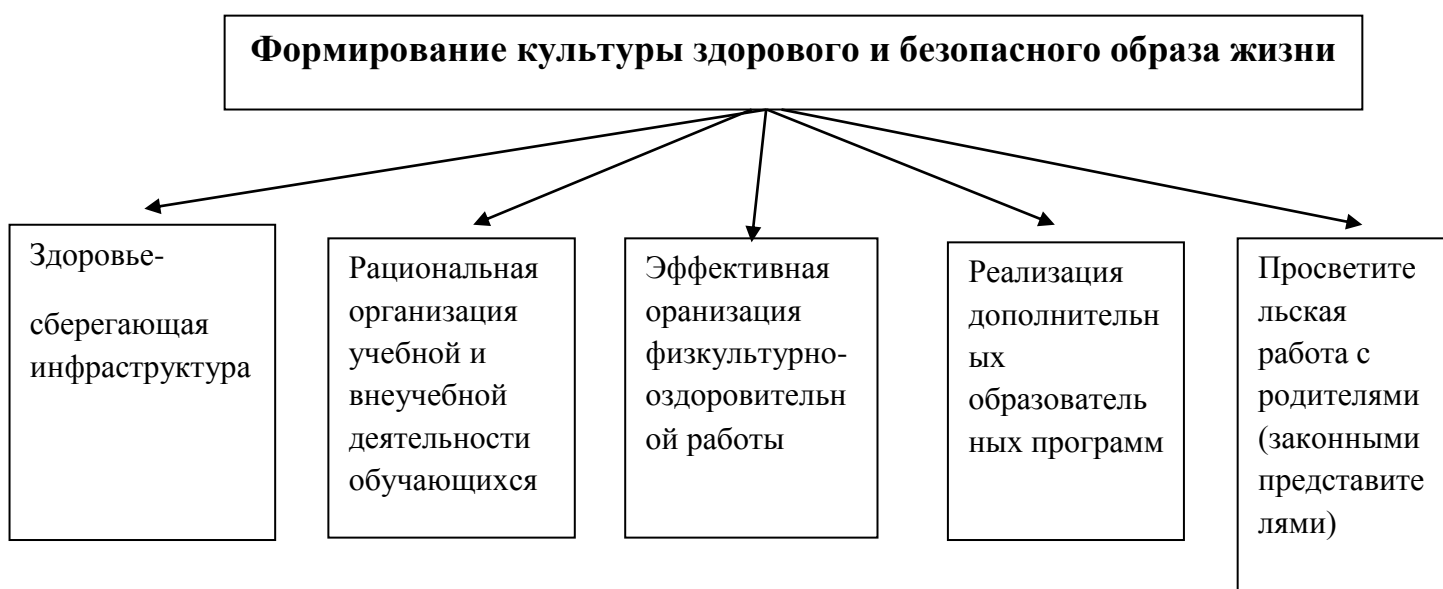 Формирование культуры здорового и безопасного образа жизни
Здоровье-
сберегающая
инфраструктура
Рациональная
организация
учебной и
внеучебной
деятельности
обучающихся
Эффективная
оранизация
физкультурно-
оздоровительн
ой работы
Реализация
дополнительн
ых
образователь
ных программ
Просветите
льская
работа с
родителями
(законными
представите
лями)